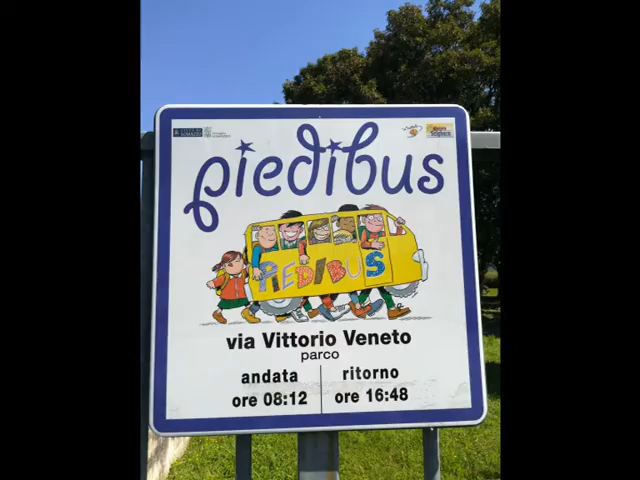 piedibus
PIEDIBUS
via Vittorio Veneto
parco
andata
ore 08:12
ritorno
ore 16:48